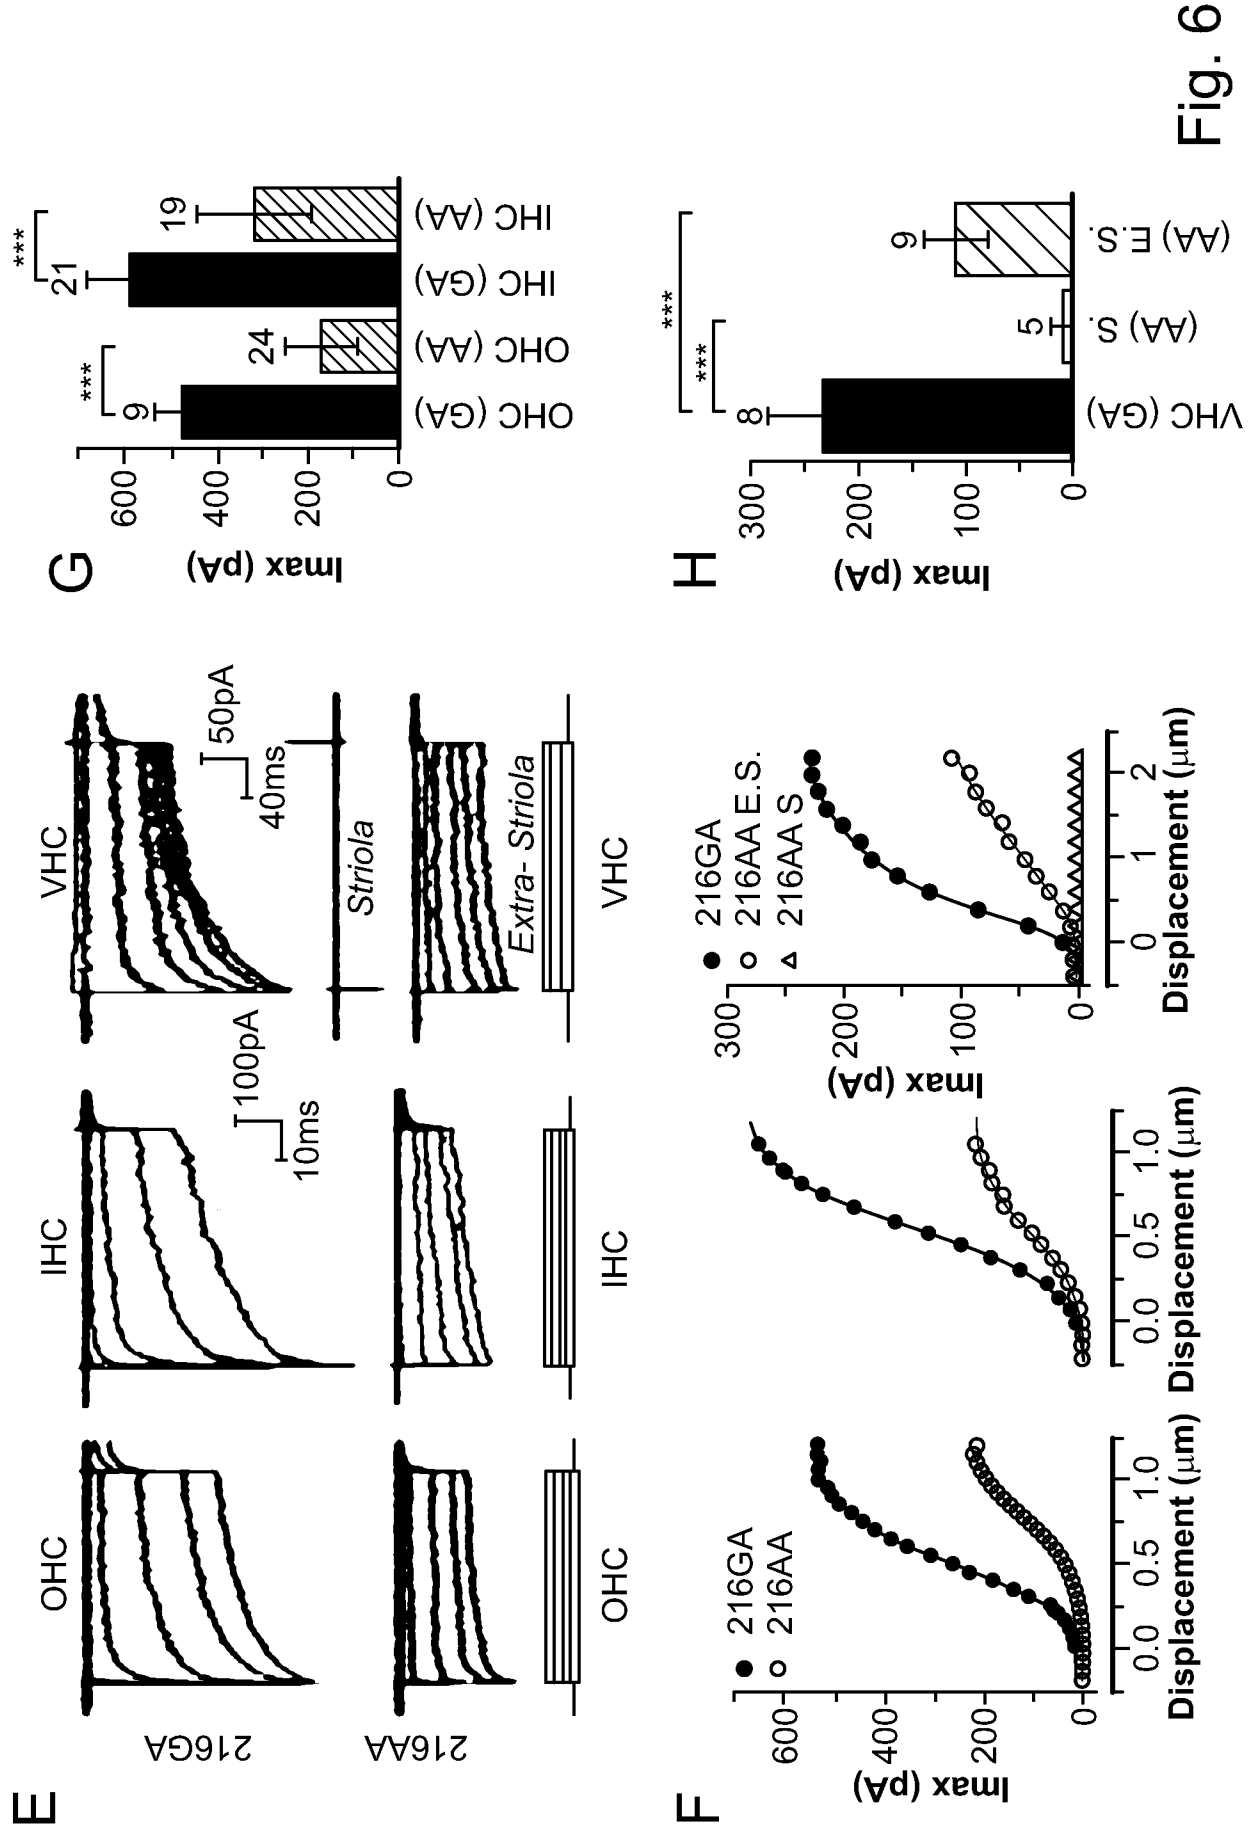 E
OHC
IHC
VHC
216GA
100pA
10ms
50pA
40ms
Striola
216AA
Extra- Striola
OHC
IHC
VHC
F
216GA
216AA
Imax (pA)
600
400
200
0
0.0
0.5
1.0
Displacement (μm)
0.0
0.5
1.0
Displacement (μm)
216GA
216AA E.S.
216AA S
Imax (pA)
300
200
100
0
0
1
2
Displacement (μm)
G
Imax (pA)
600
400
200
0
***
***
9
24
21
19
OHC (GA)
OHC (AA)
IHC (GA)
IHC (AA)
H
Imax (pA)
300
200
100
0
***
***
8
5
9
VHC (GA)
(AA) S.
(AA) E.S.
Fig. 6